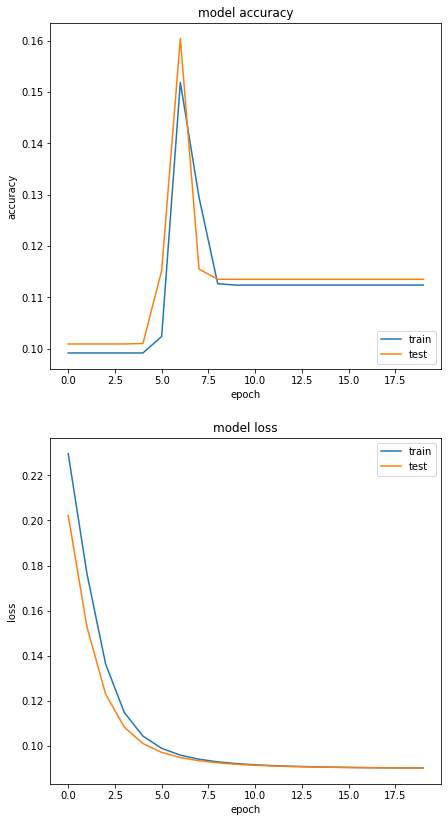 model accuracy
0.16
0.15
0.14
0.13
0.12
0.11
0.10
accuracy
train
test
0.0 2.5 5.0 7.5 10.0 12.5 15.0 17.5
epoch
model loss
train
test
0.22
0.20
0.18
0.16
0.14
0.12
0.10
loss
0.0 2.5 5.0 7.5 10.0 12.5 15.0 17.5
epoch